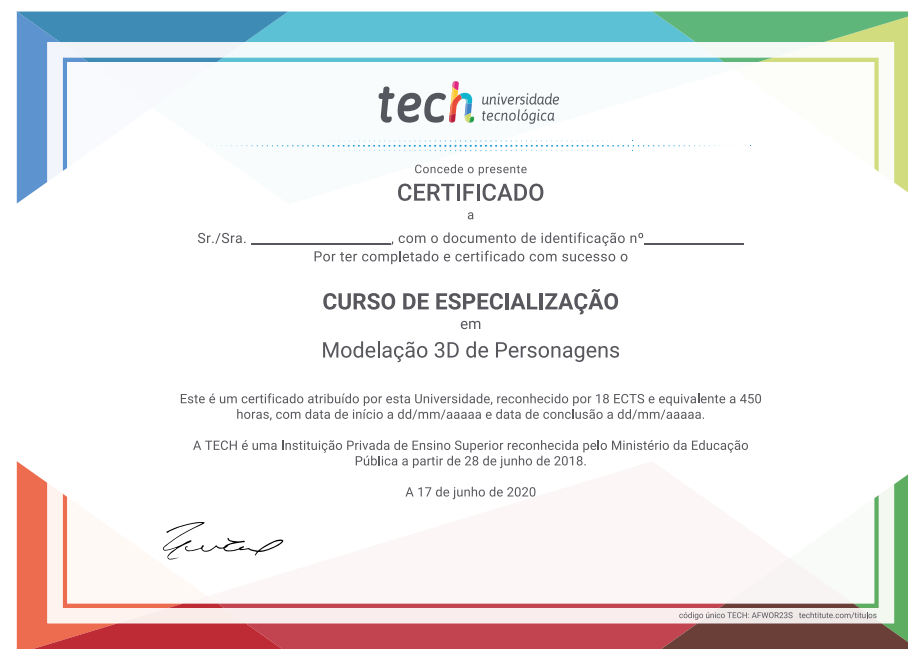 tech universidade
tecnológica
Concede o presente
CERTIFICADO
a
Sr./Sra. ____________________, com o documento de identificação nº______________
Por ter completado e certificado com sucesso o
CURSO DE ESPECIALIZAÇÃO
em
Modelação 3D de Personagens
Este é um certificado atribuído por esta Universidade, reconhecido por 18 ECTS e equivalente a 450
horas, com data de início a dd/mm/aaaaa e data de conclusão a dd/mm/aaaaa.
A TECH é uma Instituição Privada de Ensino Superior reconhecida pelo Ministério da Educação
Pública a partir de 28 de junho de 2018.
A 17 de junho de 2020
código único TECH: AFWOR23S techtitute.com/titulos